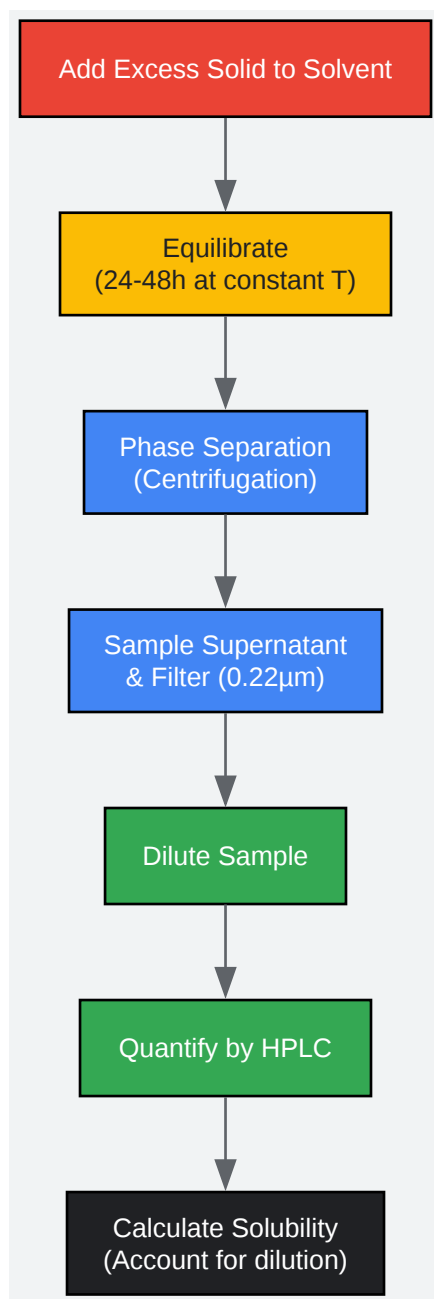 Add Excess Solid to Solvent
Equilibrate
(24-48h at constant T)
Phase Separation
(Centrifugation)
Sample Supernatant
& Filter (0.22µm)
Dilute Sample
Quantify by HPLC
Calculate Solubility
(Account for dilution)